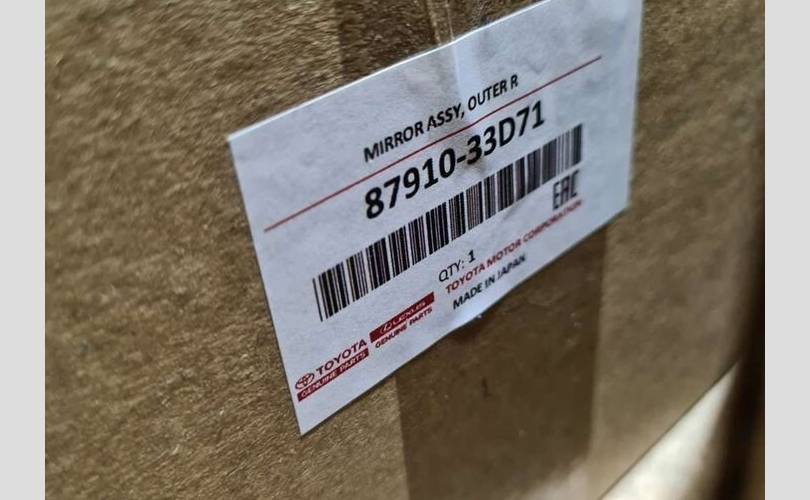 MIRROR ASSY, OUTER R
87910-33D71
EAC
QTY: 1
TOYOTA MOTOR CORPORATION
MADE IN JAPAN
TOYOTA
GENUINE PARTS
LEXUS
GENUINE PARTS